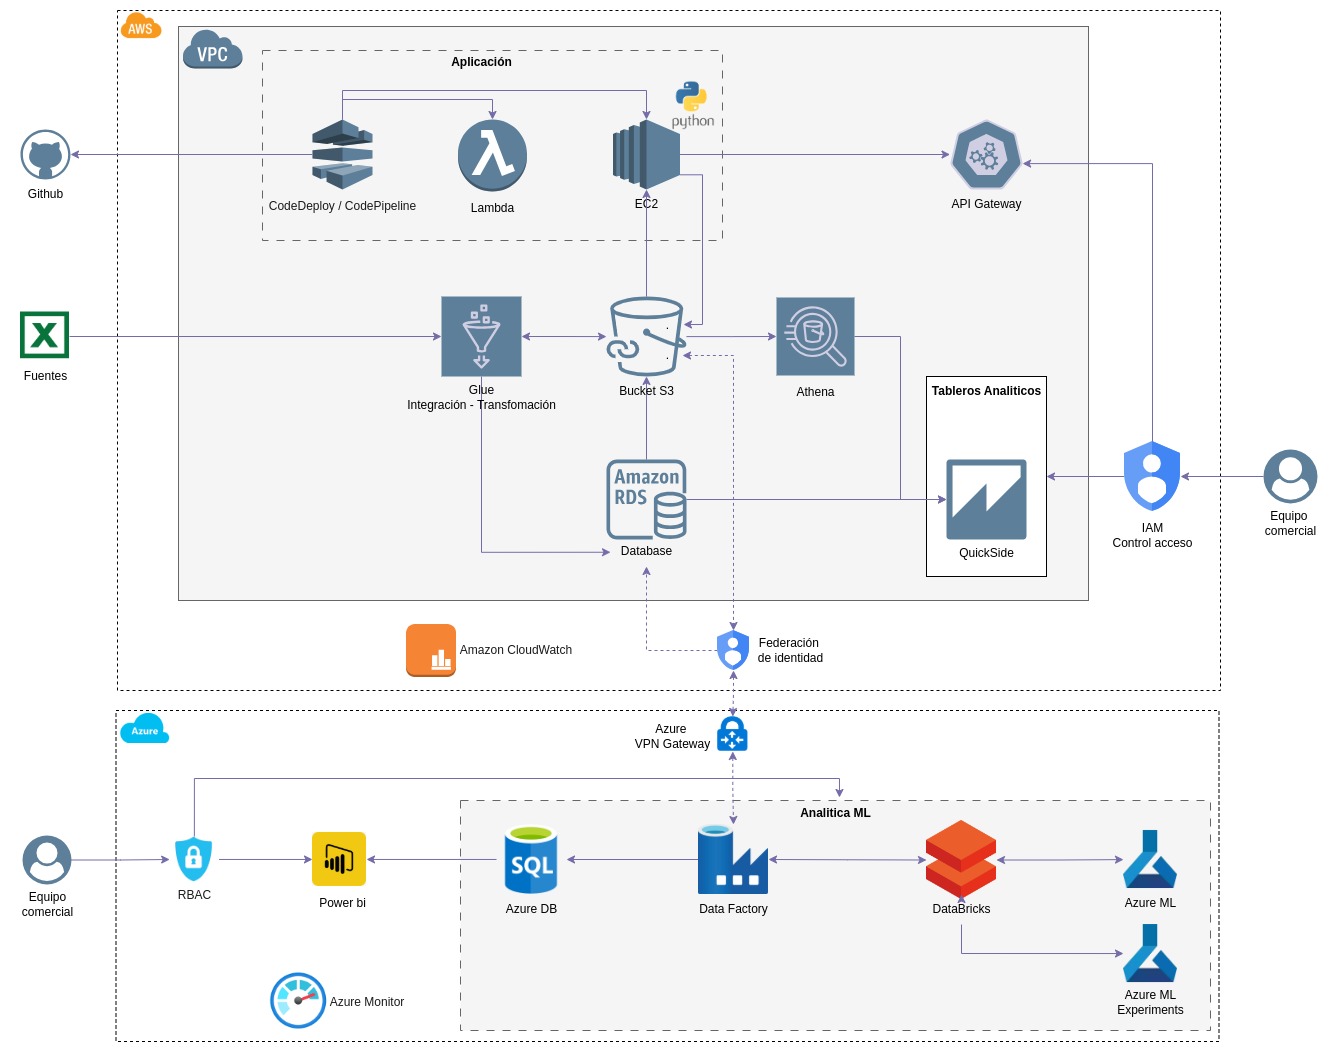 AWS
VPC
Aplicación
python
Github
CodeDeploy / CodePipeline
Lambda
EC2
API Gateway
Fuentes
Glue
Integración - Transfomación
Bucket S3
Athena
Tableros Analiticos
Amazon
RDS
Database
QuickSide
IAM
Control acceso
Equipo
comercial
Amazon CloudWatch
Federación
de identidad
Azure
Azure
VPN Gateway
Analitica ML
SQL
Equipo
comercial
RBAC
Power bi
Azure DB
Data Factory
DataBricks
Azure ML
Azure Monitor
Azure ML
Experiments